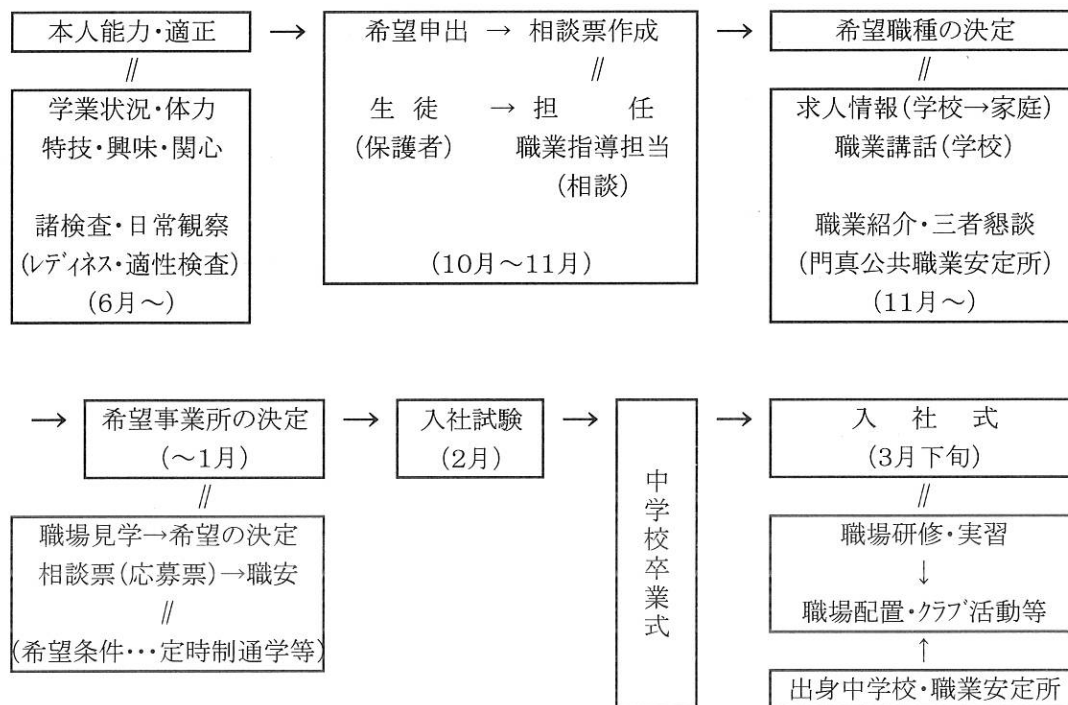 本人能力・適正 →
//
学業状況・体力
特技・興味・関心
諸検査・日常観察
(レディネス・適性検査)
(6月～)
希望申出 → 相談票作成 →
//
生 徒 → 担 任
(保護者) 職業指導担当
(相談)
(10月～11月)
希望職種の決定
//
求人情報(学校→家庭)
職業講話(学校)
職業紹介・三者懇談
(門真公共職業安定所)
(11月～)
→ 希望事業所の決定 →
(～1月)
//
職場見学→希望の決定
相談票(応募票)→職安
//
(希望条件・・・定時制通学等)
入社試験 →
(2月)
中学校卒業式
→ 入 社 式
(3月下旬)
//
職場研修・実習
↓
職場配置・クラブ活動等
↑
出身中学校・職業安定所